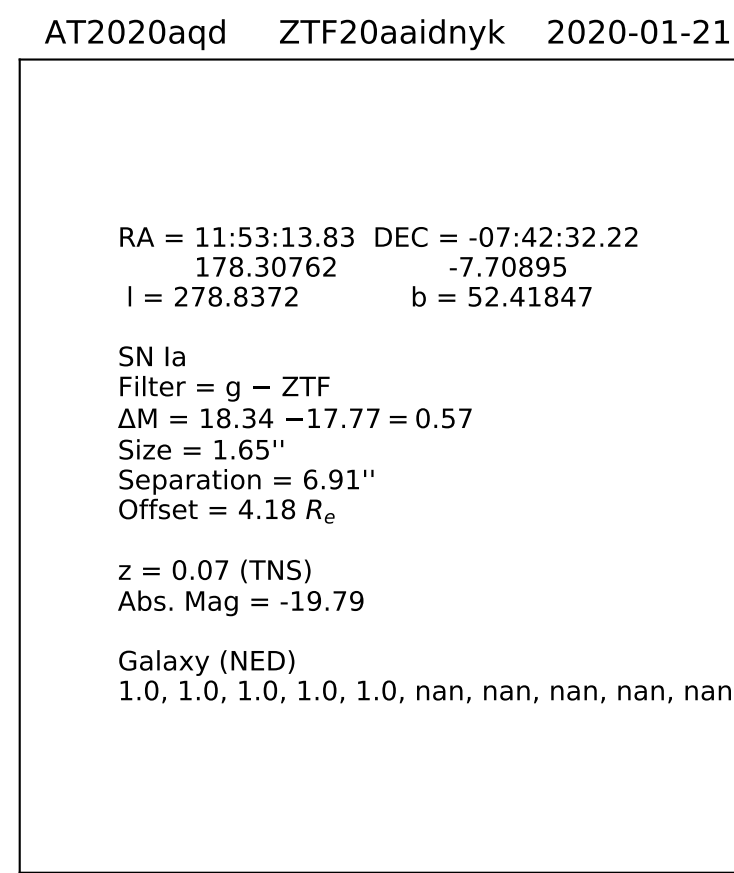 AT2020aqd ZTF20aaidnyk 2020-01-21
RA = 11:53:13.83 DEC = -07:42:32.22
178.30762 -7.70895
l = 278.8372 b = 52.41847
SN Ia
Filter = g − ZTF
ΔM = 18.34 −17.77 = 0.57
Size = 1.65''
Separation = 6.91''
Offset = 4.18 Rₑ
z = 0.07 (TNS)
Abs. Mag = -19.79
Galaxy (NED)
1.0, 1.0, 1.0, 1.0, 1.0, nan, nan, nan, nan, nan